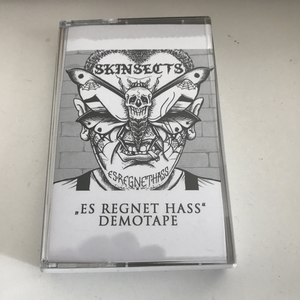 SKINSECTS
ESREGNETHASS
„ES REGNET HASS“
DEMOTAPE